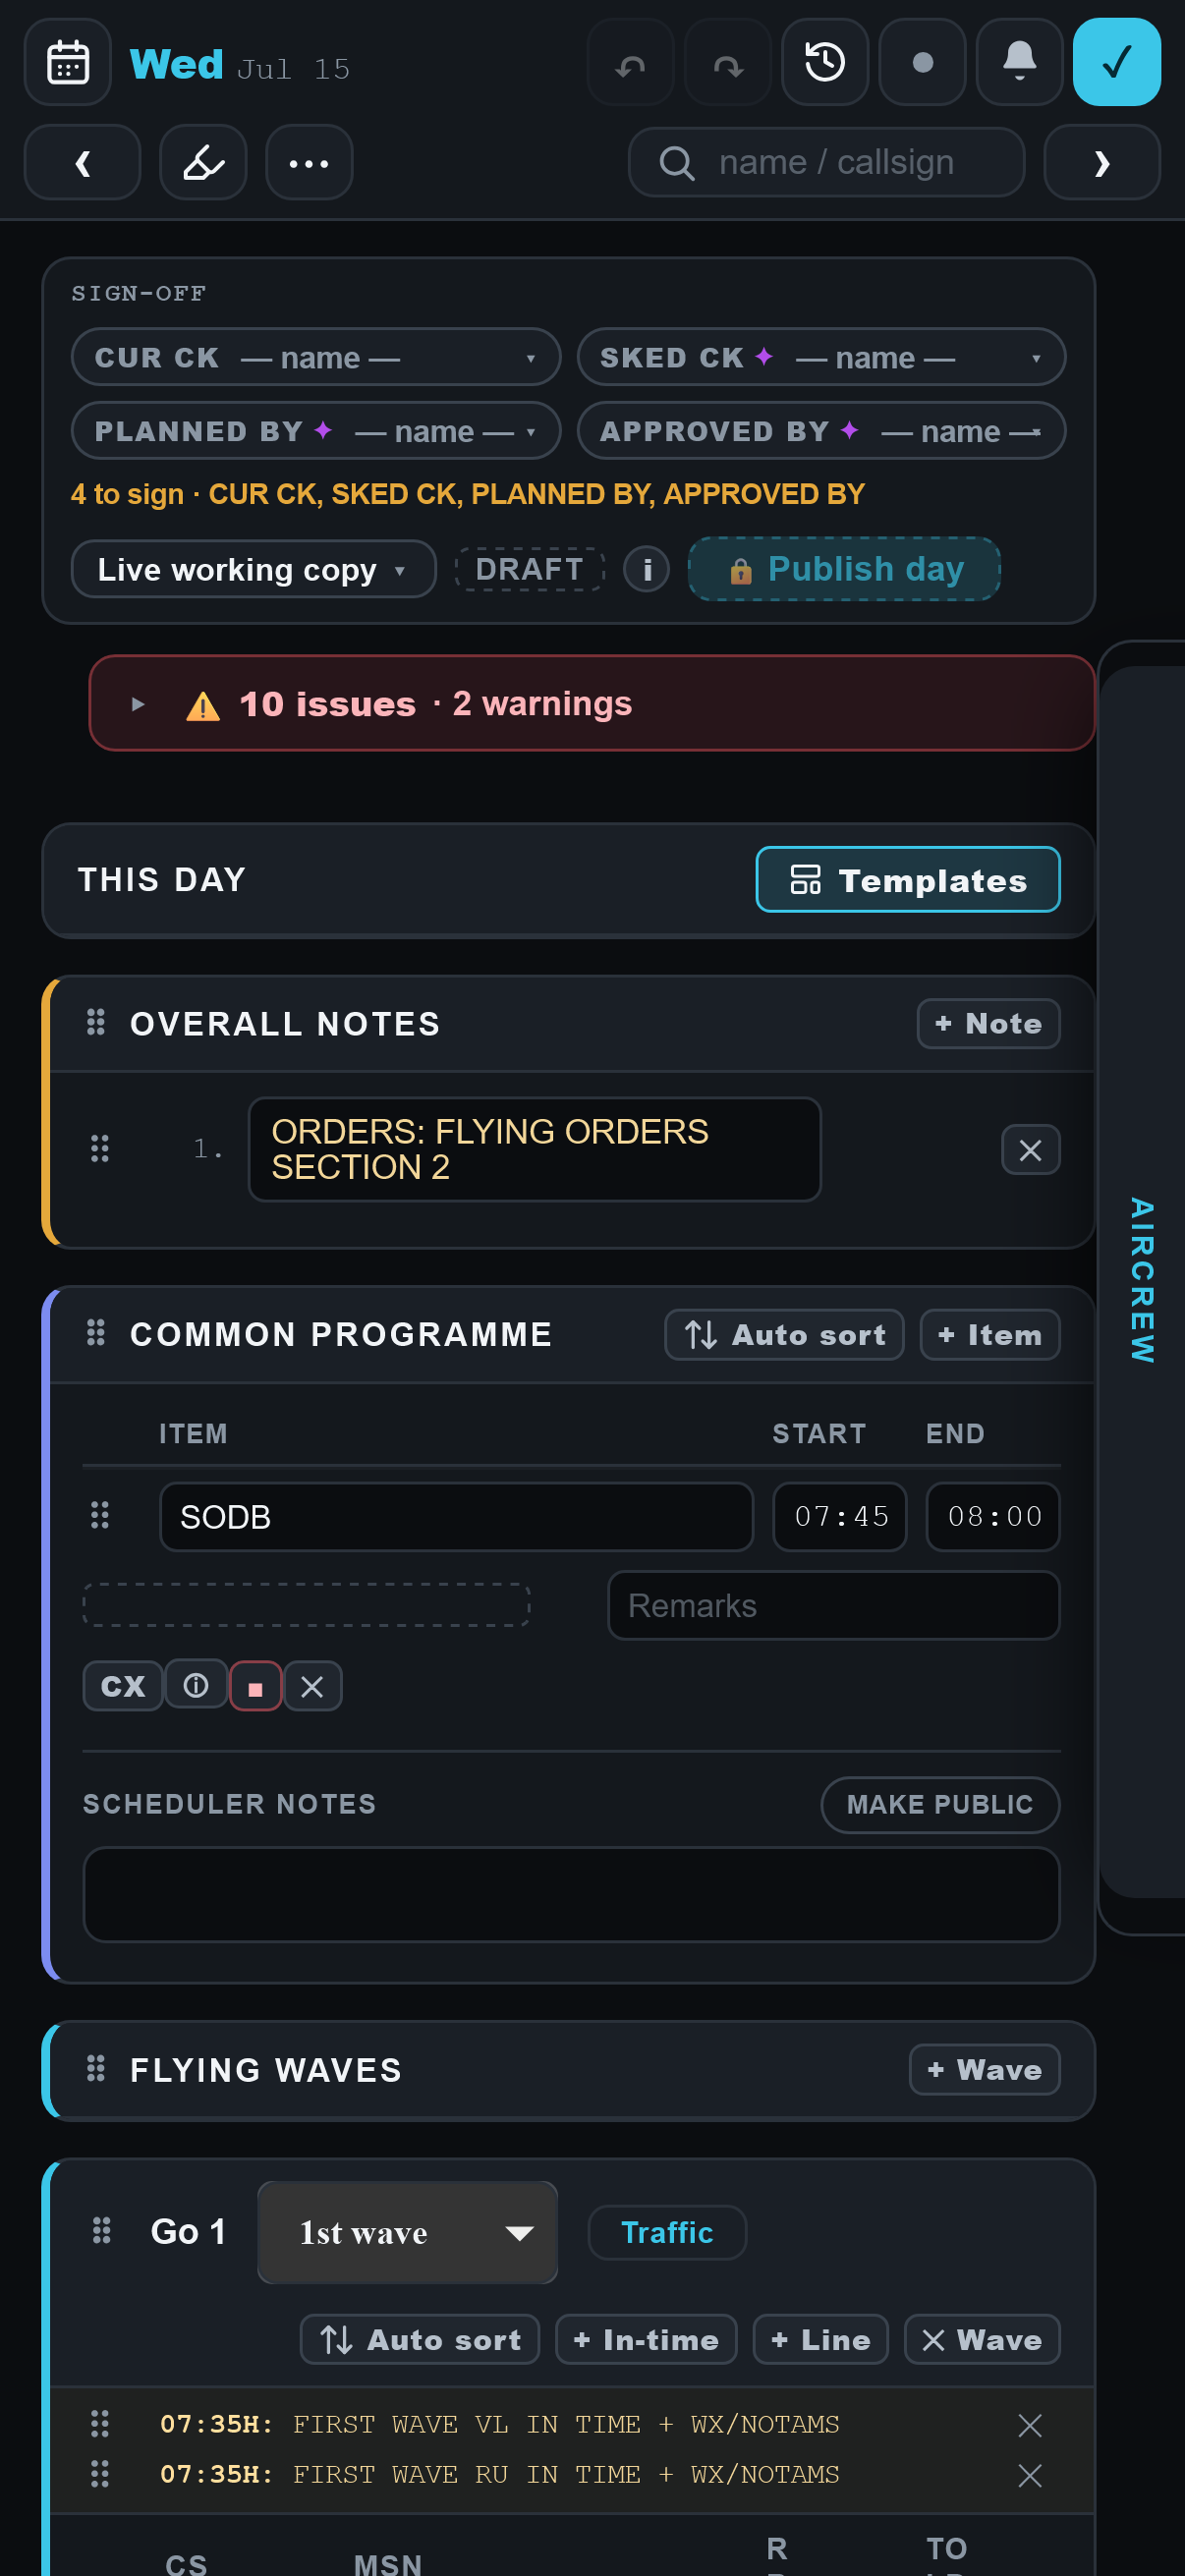 Wed Jul 15
name / callsign
SIGN-OFF
CUR CK — name —
SKED CK — name —
PLANNED BY — name —
APPROVED BY — name —
4 to sign · CUR CK, SKED CK, PLANNED BY, APPROVED BY
Live working copy DRAFT i Publish day
10 issues · 2 warnings
THIS DAY Templates
OVERALL NOTES + Note
1. ORDERS: FLYING ORDERS
SECTION 2
AIRCREW
COMMON PROGRAMME Auto sort + Item
ITEM START END
SODB 07:45 08:00
Remarks
CX
SCHEDULER NOTES MAKE PUBLIC
FLYING WAVES + Wave
Go 1 1st wave Traffic
Auto sort + In-time + Line × Wave
07:35H: FIRST WAVE VL IN TIME + WX/NOTAMS
07:35H: FIRST WAVE RU IN TIME + WX/NOTAMS
CS MSN R TO